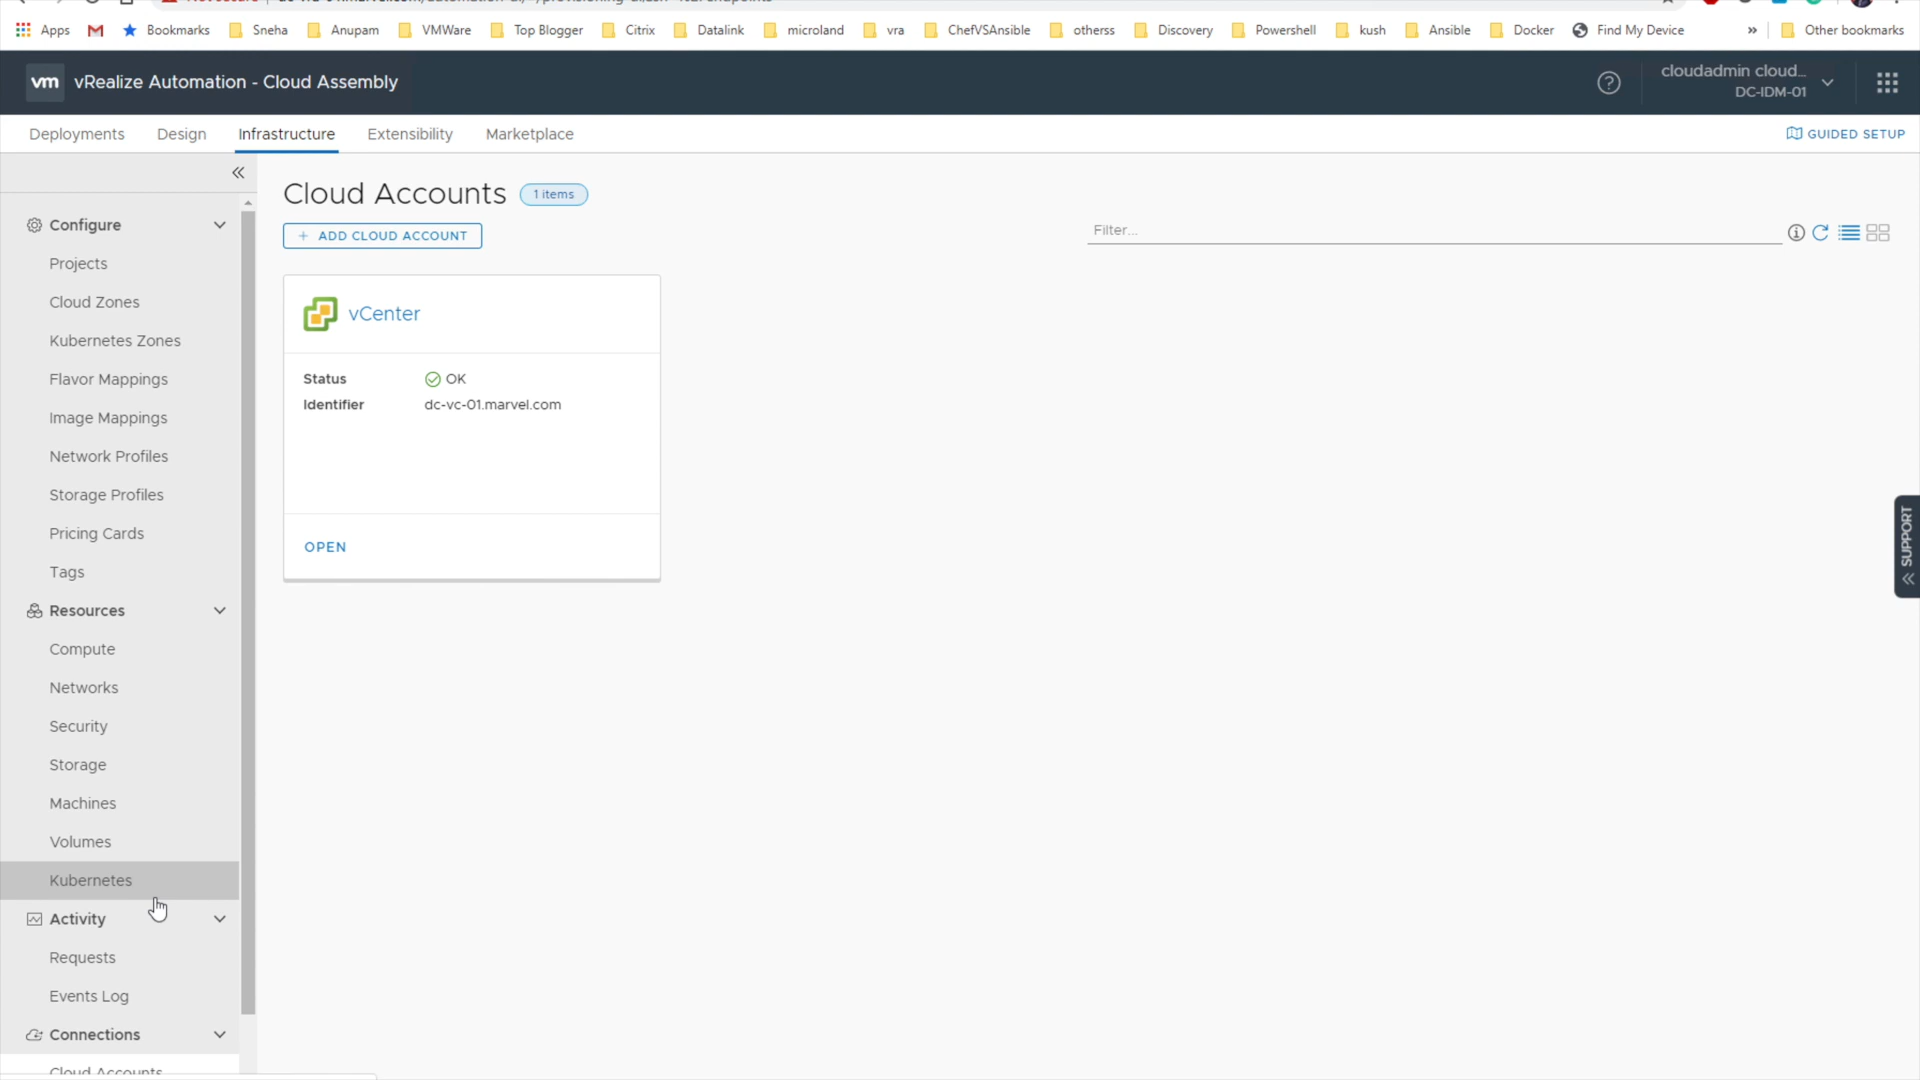 Apps
Bookmarks
Sneha
Anupam
VMWare
Top Blogger
Citrix
Datalink
microland
vra
ChefVSAnsible
otherss
Discovery
Powershell
kush
Ansible
Docker
Find My Device
»
Other bookmarks
vm vRealize Automation - Cloud Assembly
cloudadmin cloud...
DC-IDM-01
Deployments
Design
Infrastructure
Extensibility
Marketplace
GUIDED SETUP
Cloud Accounts
1 items
+ ADD CLOUD ACCOUNT
Filter...
Configure
Projects
Cloud Zones
Kubernetes Zones
Flavor Mappings
Image Mappings
Network Profiles
Storage Profiles
Pricing Cards
Tags
Resources
Compute
Networks
Security
Storage
Machines
Volumes
Kubernetes
Activity
Requests
Events Log
Connections
Cloud Accounts
vCenter
Status
OK
Identifier
dc-vc-01.marvel.com
OPEN
SUPPORT